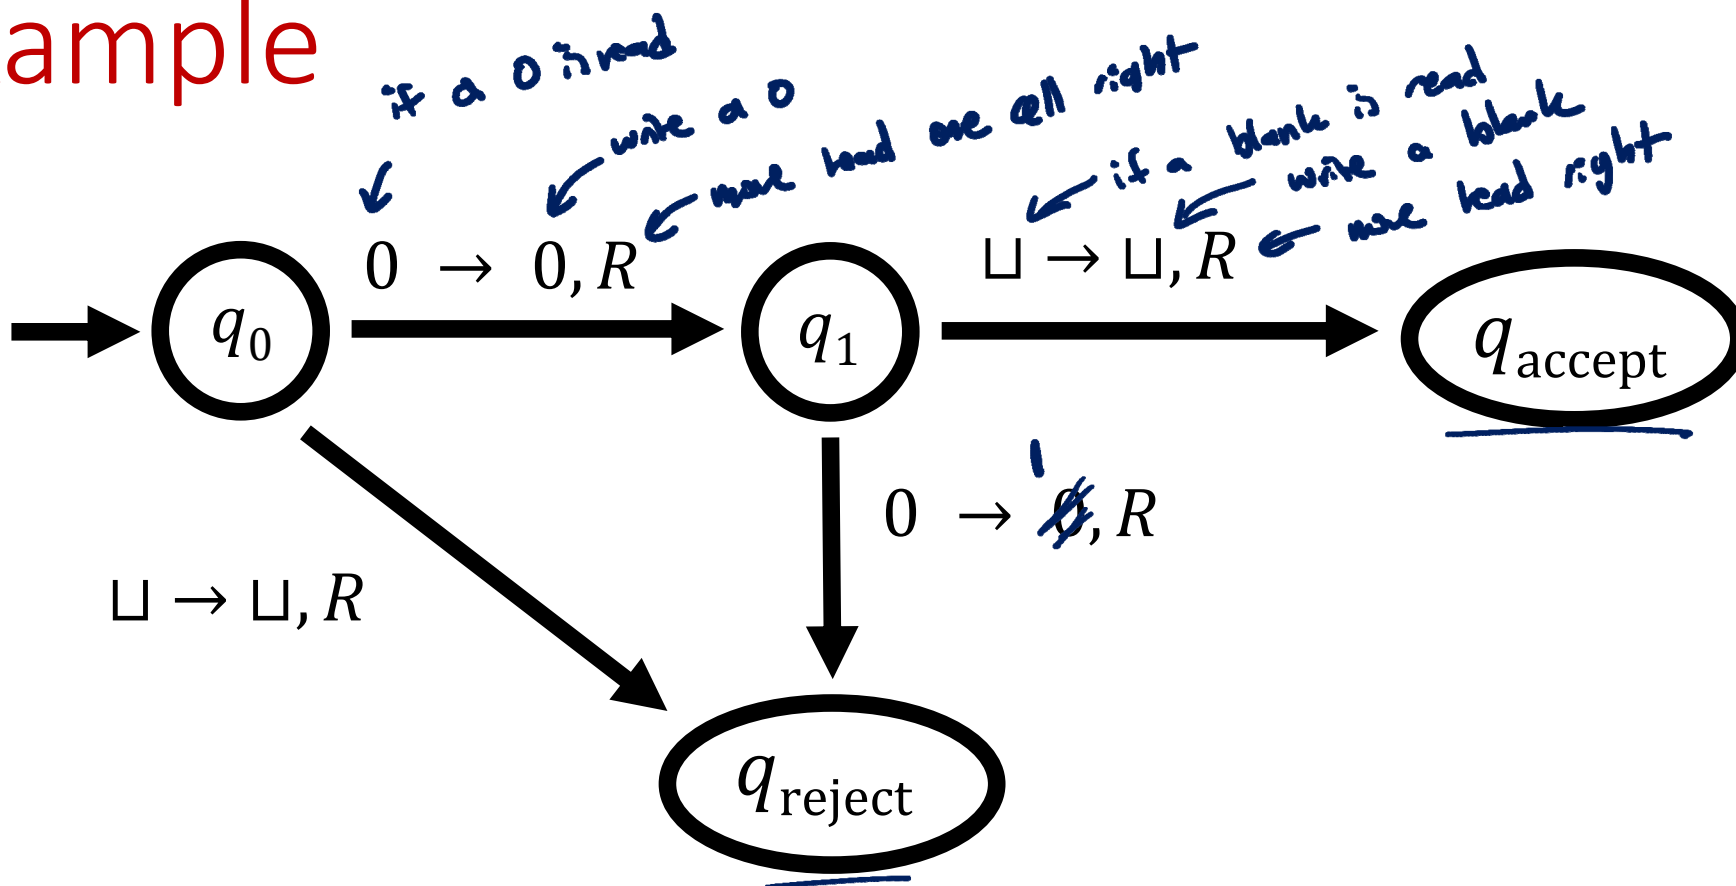 ample
if a 0 is read
write a 0
move head one cell right
if a blank is read
write a blank
move head right
0 → 0, R
⊔ → ⊔, R
q0
q1
qaccept
1
0 → 0, R
⊔ → ⊔, R
qreject